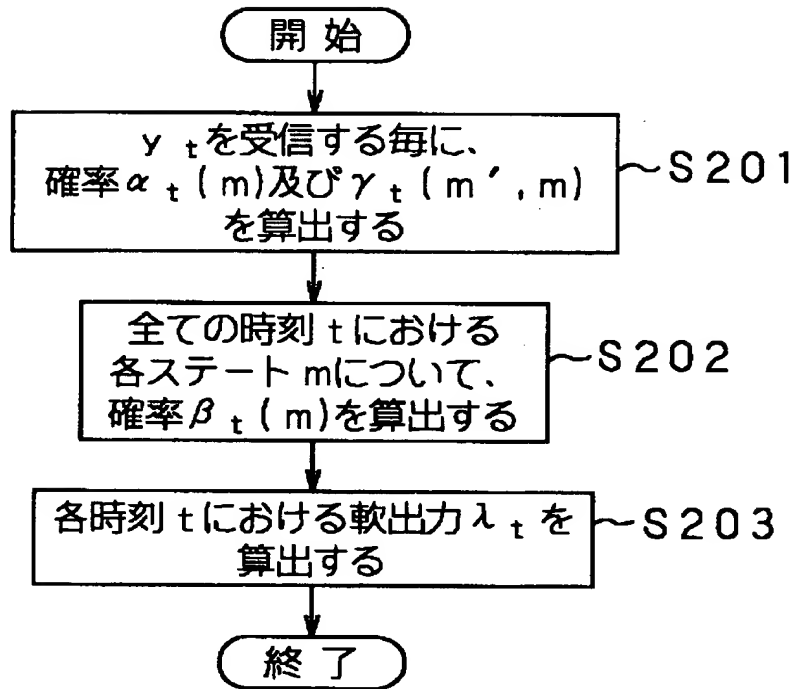 開始
y t を受信する毎に、
確率α t (m)及びγ t (m′,m)
を算出する
S201
全ての時刻tにおける
各ステートmについて、
確率β t (m)を算出する
S202
各時刻tにおける軟出力λ t を
算出する
S203
終了